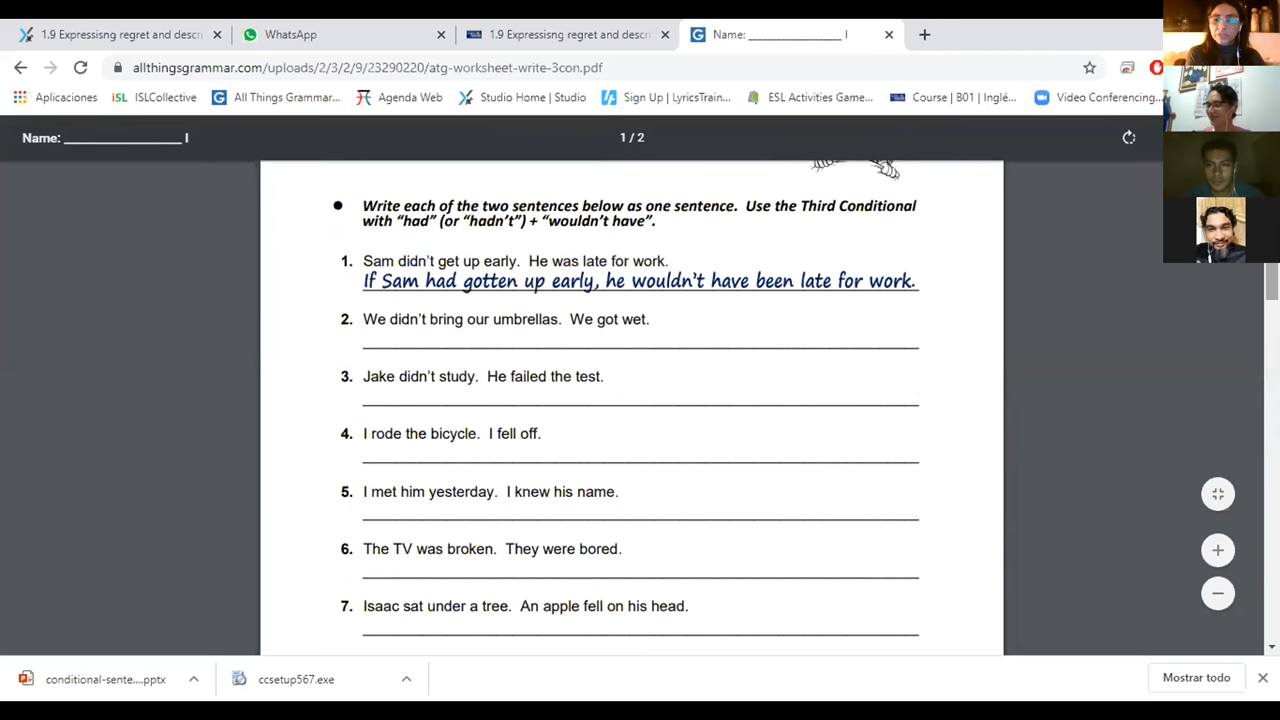 1.9 Expressisng regret and descri
WhatsApp
1.9 Expressisng regret and descr
Name: __________________ I
allthingsgrammar.com/uploads/2/3/2/9/23290220/atg-worksheet-write-3con.pdf
Aplicaciones
iSL ISLCollective
G All Things Grammar...
Agenda Web
Studio Home | Studio
Sign Up | LyricsTrain...
ESL Activities Game...
Course | B01 | Inglé...
Video Conferencing...
Name: __________________ I
1 / 2
Write each of the two sentences below as one sentence. Use the Third Conditional
with “had” (or “hadn’t”) + “wouldn’t have”.
1. Sam didn’t get up early. He was late for work.
If Sam had gotten up early, he wouldn’t have been late for work.
2. We didn’t bring our umbrellas. We got wet.
3. Jake didn’t study. He failed the test.
4. I rode the bicycle. I fell off.
5. I met him yesterday. I knew his name.
6. The TV was broken. They were bored.
7. Isaac sat under a tree. An apple fell on his head.
conditional-sente....pptx
ccsetup567.exe
Mostrar todo